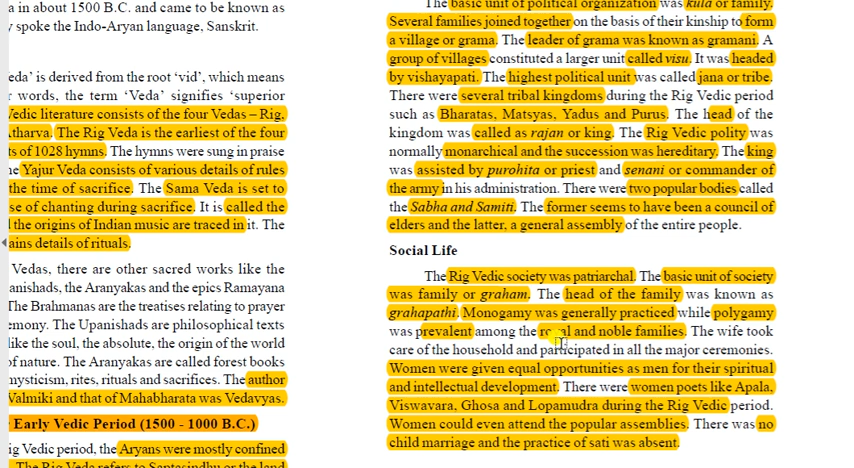 a in about 1500 B.C. and came to be known as
spoke the Indo-Aryan language, Sanskrit.
eda’ is derived from the root ‘vid’, which means
r words, the term ‘Veda’ signifies ‘superior
Vedic literature consists of the four Vedas – Rig,
tharva. The Rig Veda is the earliest of the four
ts of 1028 hymns. The hymns were sung in praise
e Yajur Veda consists of various details of rules
the time of sacrifice. The Sama Veda is set to
se of chanting during sacrifice. It is called the
the origins of Indian music are traced in it. The
ains details of rituals.
Vedas, there are other sacred works like the
anishads, the Aranyakas and the epics Ramayana
The Brahmanas are the treatises relating to prayer
emony. The Upanishads are philosophical texts
like the soul, the absolute, the origin of the world
of nature. The Aranyakas are called forest books
mysticism, rites, rituals and sacrifices. The author
Valmiki and that of Mahabharata was Vedavyas.
Early Vedic Period (1500 - 1000 B.C.)
ig Vedic period, the Aryans were mostly confined
The Rig Veda refers to Saptasindhu or the land
The basic unit of political organization was kula or family.
Several families joined together on the basis of their kinship to form
a village or grama. The leader of grama was known as gramani. A
group of villages constituted a larger unit called visu. It was headed
by vishayapati. The highest political unit was called jana or tribe.
There were several tribal kingdoms during the Rig Vedic period
such as Bharatas, Matsyas, Yadus and Purus. The head of the
kingdom was called as rajan or king. The Rig Vedic polity was
normally monarchical and the succession was hereditary. The king
was assisted by purohita or priest and senani or commander of
the army in his administration. There were two popular bodies called
the Sabha and Samiti. The former seems to have been a council of
elders and the latter, a general assembly of the entire people.
Social Life
The Rig Vedic society was patriarchal. The basic unit of society
was family or graham. The head of the family was known as
grahapathi. Monogamy was generally practiced while polygamy
was prevalent among the royal and noble families. The wife took
care of the household and participated in all the major ceremonies.
Women were given equal opportunities as men for their spiritual
and intellectual development. There were women poets like Apala,
Viswavara, Ghosa and Lopamudra during the Rig Vedic period.
Women could even attend the popular assemblies. There was no
child marriage and the practice of sati was absent.